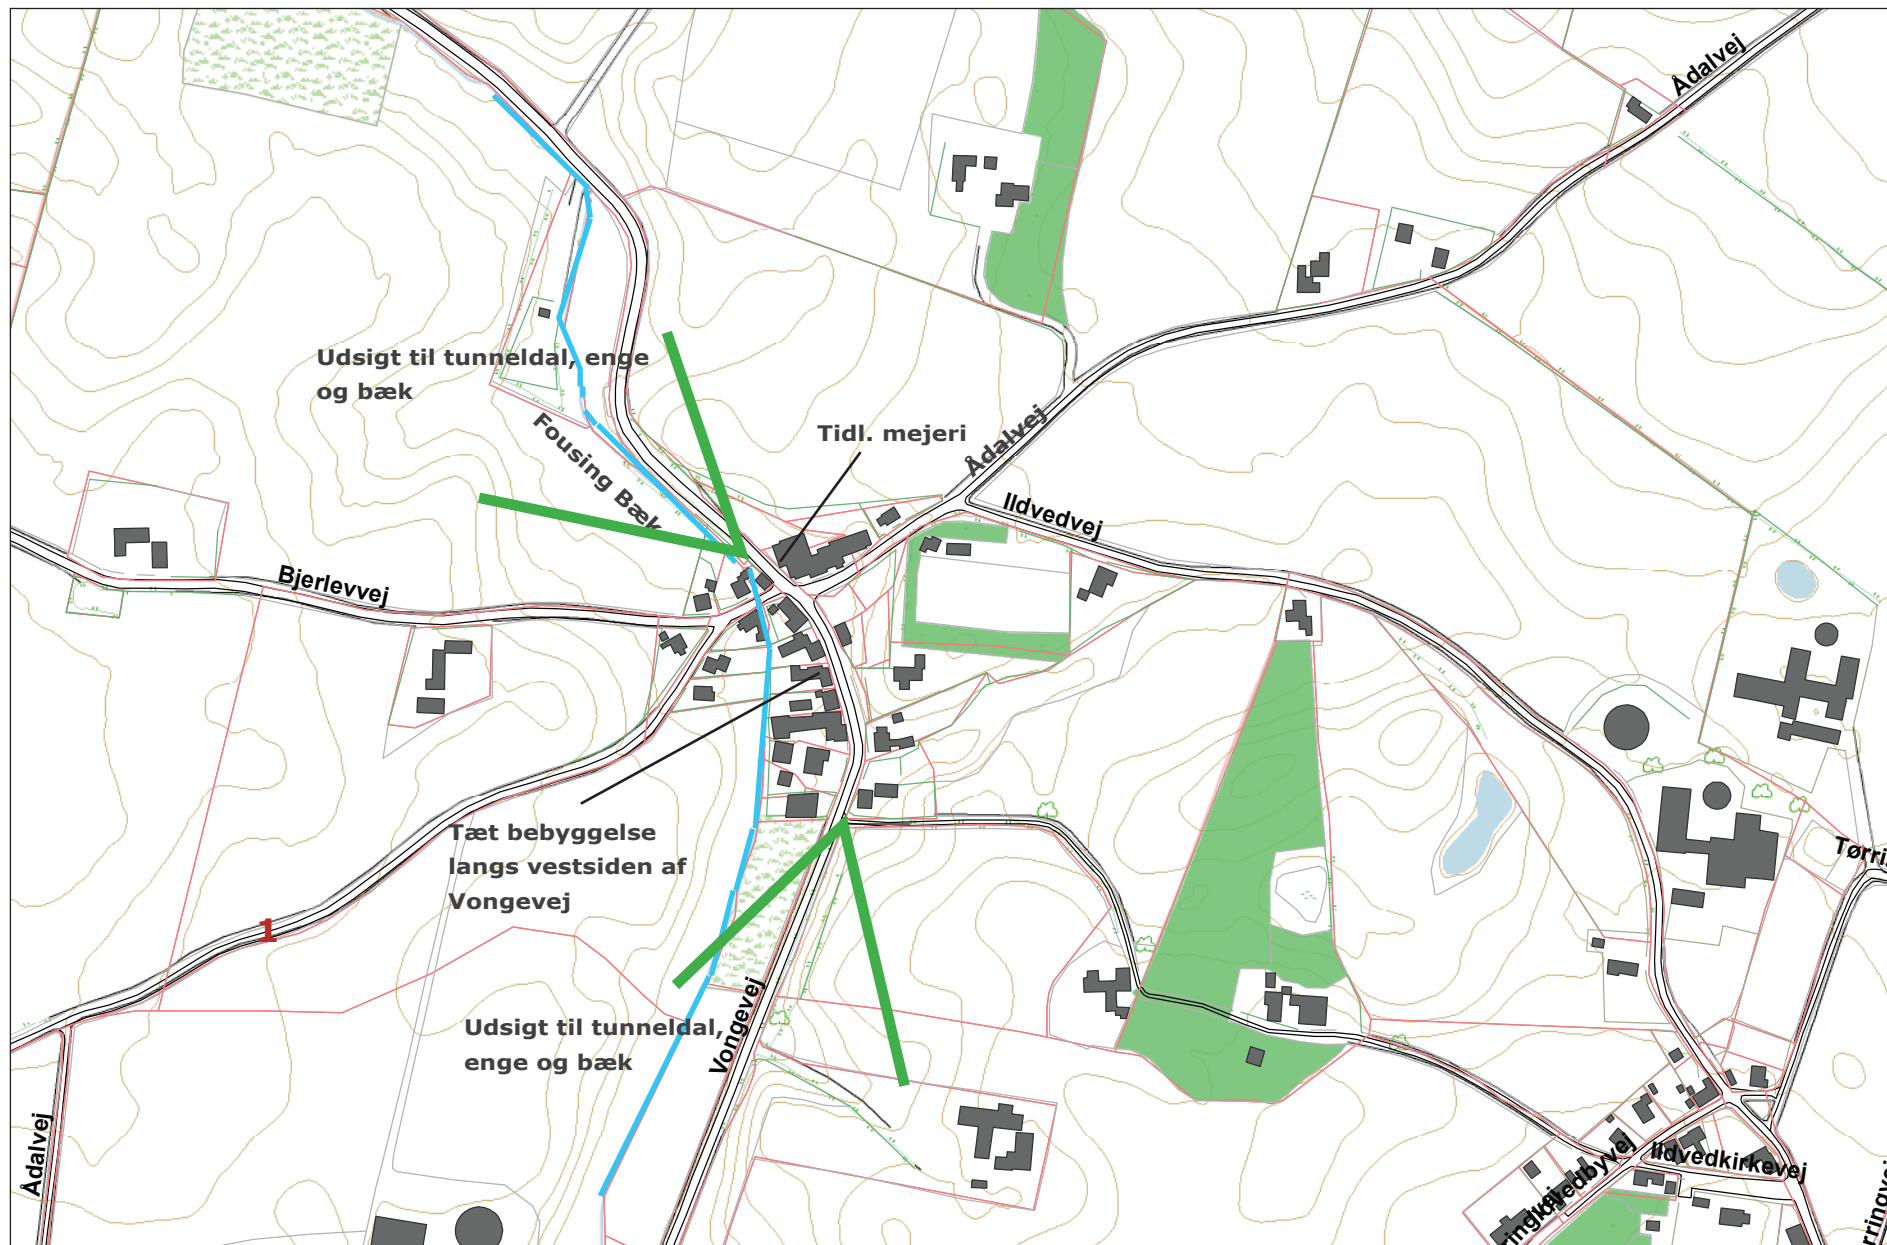 Ådalvej
Udsigt til tunneldal, enge
og bæk
Tidl. mejeri
Ådalvej
Fousing Bæk
Ildvedvej
Bjerlevvej
Tæt bebyggelse
langs vestsiden af
Vongevej
1
Udsigt til tunneldal,
enge og bæk
Vongevej
Ådalvej
Ildvedbyvej
Ildvedkirkevej